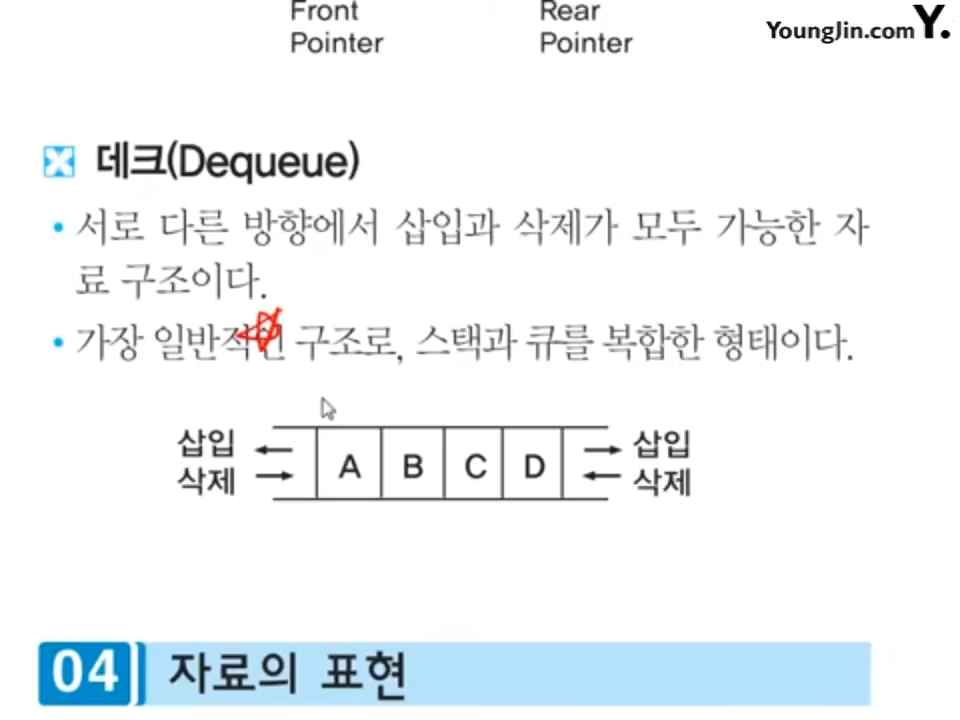 Front Rear
Pointer Pointer
YoungJin.com Y.
데크(Dequeue)
• 서로 다른 방향에서 삽입과 삭제가 모두 가능한 자
료 구조이다.
• 가장 일반적인 구조로, 스택과 큐를 복합한 형태이다.
삽입 A B C D 삽입
삭제 삭제
04 자료의 표현